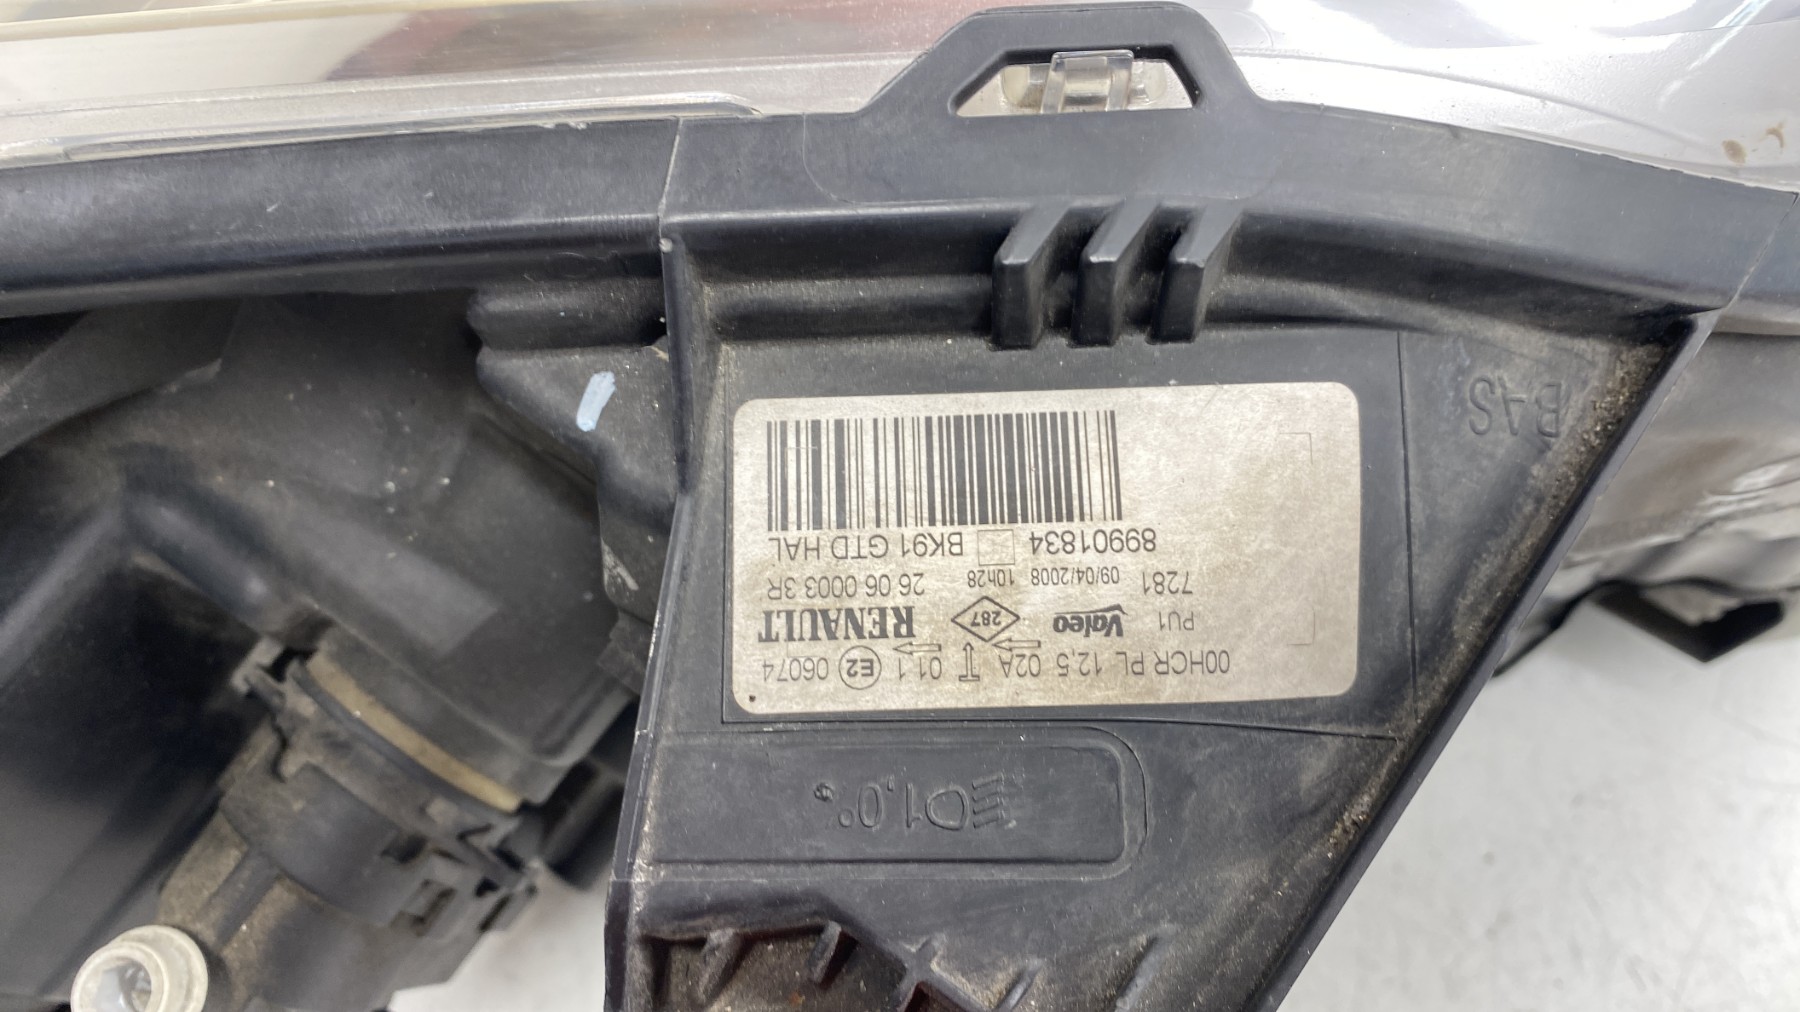 00HCR PL 12,5 02A 01.1 E2 06074
PU1 Valeo 287 RENAULT
7281 09/04/2008 10h28 26 06 0003 3R
89901834 BK91 GTD HAL
BAS
1,0%